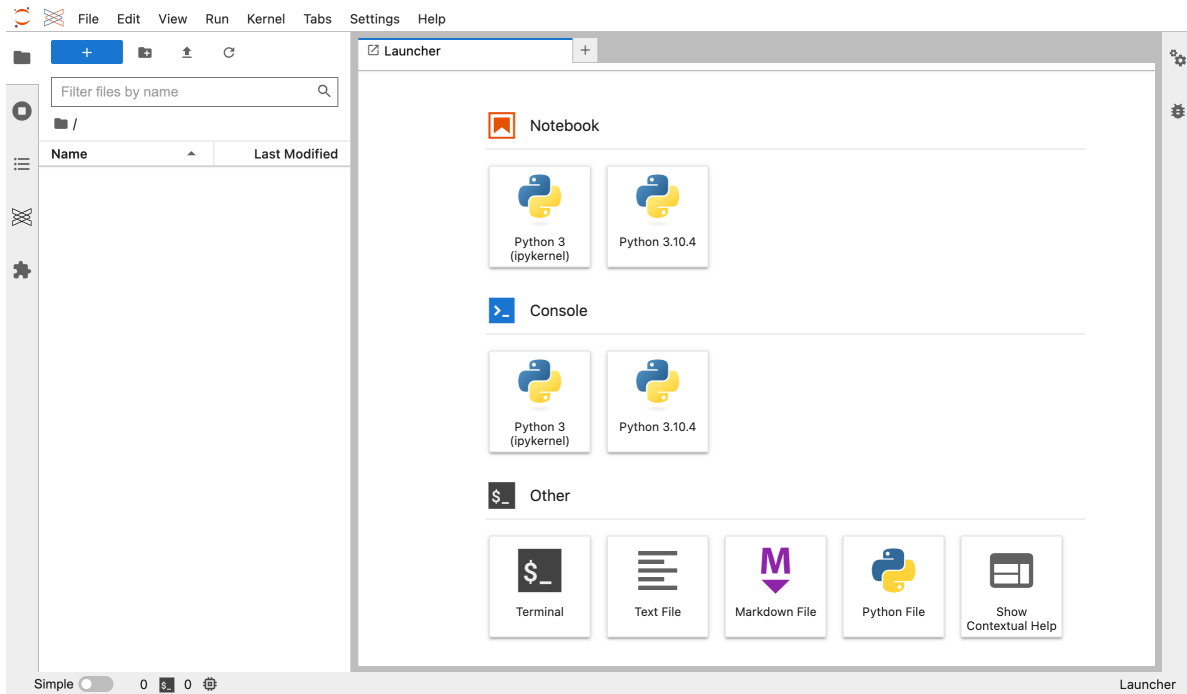 File Edit View Run Kernel Tabs Settings Help
+
Launcher
+
Filter files by name
/
Name
Last Modified
Notebook
Python 3
(ipykernel)
Python 3.10.4
>_ Console
Python 3
(ipykernel)
Python 3.10.4
$_ Other
$_
Terminal
Text File
M
Markdown File
Python File
Show
Contextual Help
Simple 0 $_ 0 Launcher